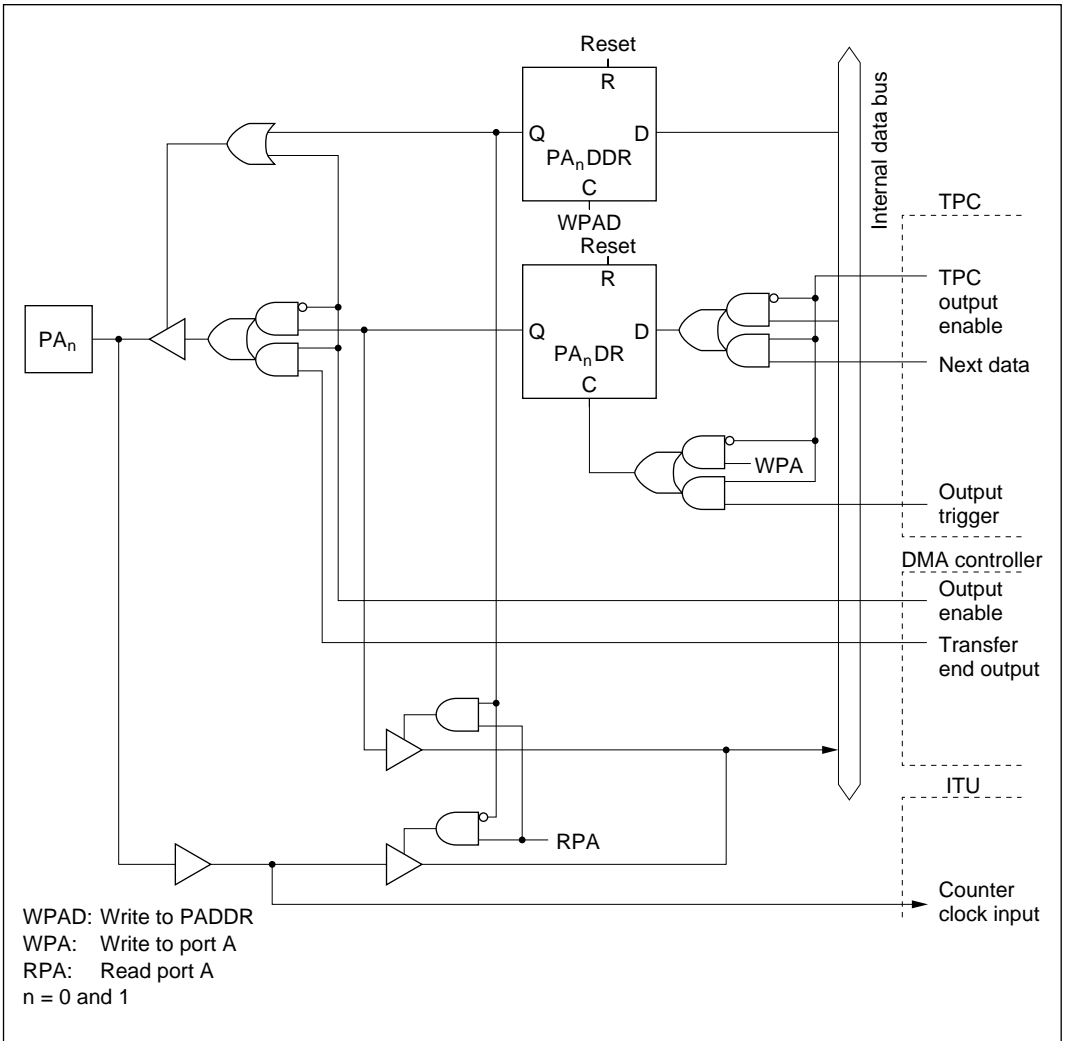 Reset
R
Q
D
PAnDDR
C
WPAD
Internal data bus
TPC
Reset
R
TPC
output
enable
PAn
Q
D
PAnDR
C
Next data
WPA
Output
trigger
DMA controller
Output
enable
Transfer
end output
ITU
RPA
Counter
clock input
WPAD: Write to PADDR
WPA: Write to port A
RPA: Read port A
n = 0 and 1